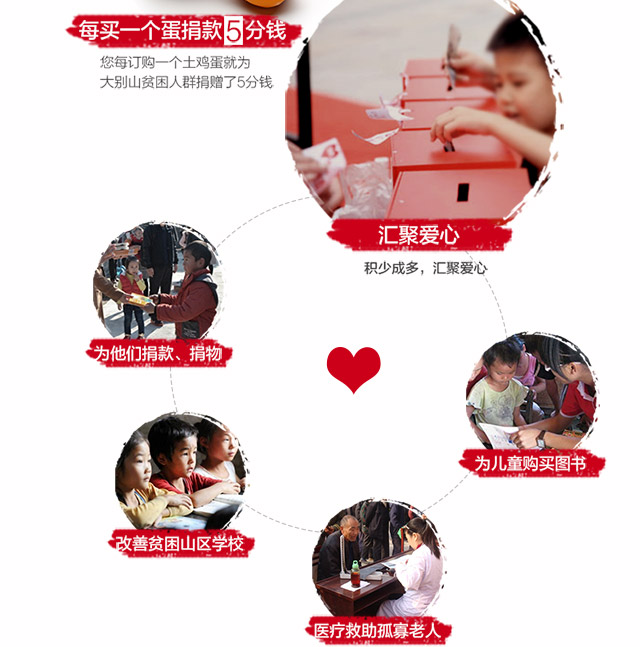 每买一个蛋捐款5分钱
您每订购一个土鸡蛋就为
大别山贫困人群捐赠了5分钱
汇聚爱心
积少成多，汇聚爱心
为他们捐款、捐物
为儿童购买图书
改善贫困山区学校
医疗救助孤寡老人